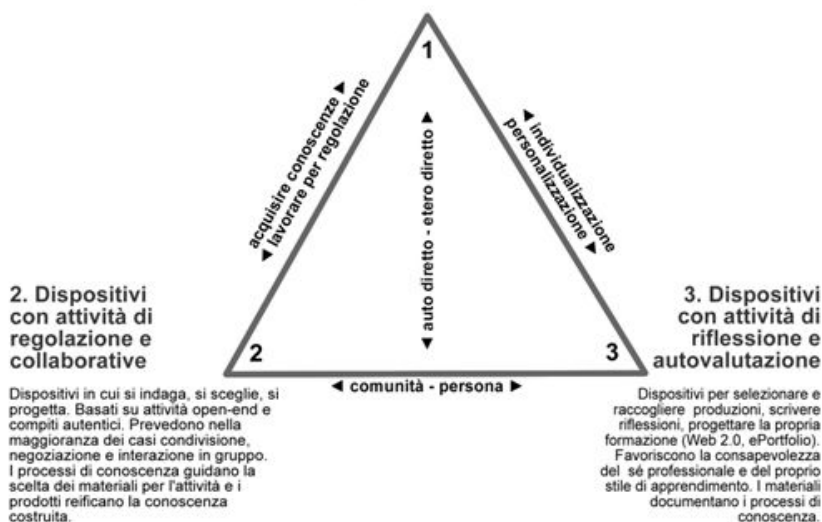 1
acquisire conoscenze ◄
► lavorare per regolazione
◄ individualizzazione
personalizzazione ►
◄ auto diretto - etero diretto ►
2. Dispositivi
con attività di
regolazione e
collaborative
2
3
3. Dispositivi
con attività di
riflessione e
autovalutazione
◄ comunità - persona ►
Dispositivi in cui si indaga, si sceglie, si
progetta. Basati su attività open-end e
compiti autentici. Prevedono nella
maggioranza dei casi condivisione,
negoziazione e interazione in gruppo.
I processi di conoscenza guidano la
scelta dei materiali per l'attività e i
prodotti reificano la conoscenza
costruita.
Dispositivi per selezionare e
raccogliere produzioni, scrivere
riflessioni, progettare la propria
formazione (Web 2.0, ePortfolio).
Favoriscono la consapevolezza
del sé professionale e del proprio
stile di apprendimento. I materiali
documentano i processi di
conoscenza.